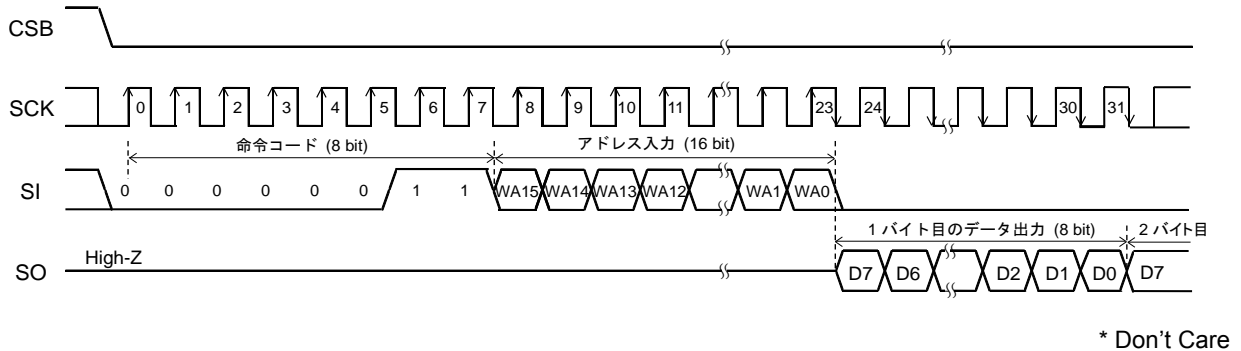 CSB
SCK 0 1 2 3 4 5 6 7 8 9 10 11 23 24 30 31
命令コード (8 bit) アドレス入力 (16 bit)
SI 0 0 0 0 0 0 1 1 WA15 WA14 WA13 WA12 WA1 WA0
1 バイト目のデータ出力 (8 bit) 2 バイト目
High-Z
SO D7 D6 D2 D1 D0 D7
* Don't Care